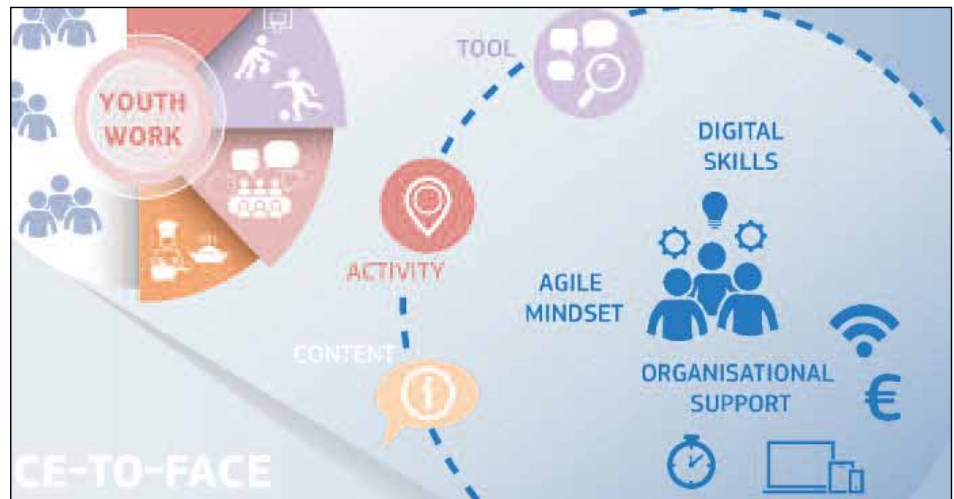 YOUTH
WORK
TOOL
DIGITAL
SKILLS
ACTIVITY
AGILE
MINDSET
CONTENT
ORGANISATIONAL
SUPPORT
€
CE-TO-FACE